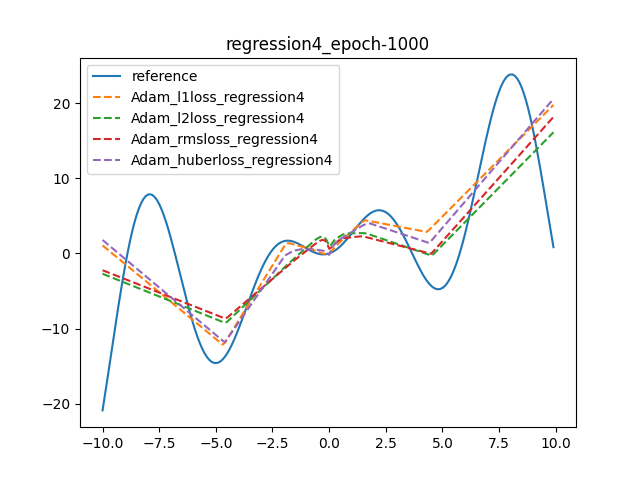 regression4_epoch-1000
reference
Adam_l1loss_regression4
Adam_l2loss_regression4
Adam_rmsloss_regression4
Adam_huberloss_regression4
20
10
0
−10
−20
−10.0 −7.5 −5.0 −2.5 0.0 2.5 5.0 7.5 10.0